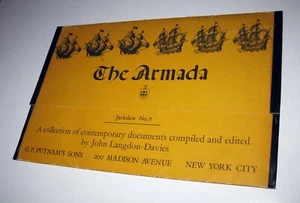 The Armada
Jackdaw No.
A collection of contemporary documents compiled and edited
by John Langdon-Davies
G. P. PUTNAM'S SONS 200 MADISON AVENUE NEW YORK CITY